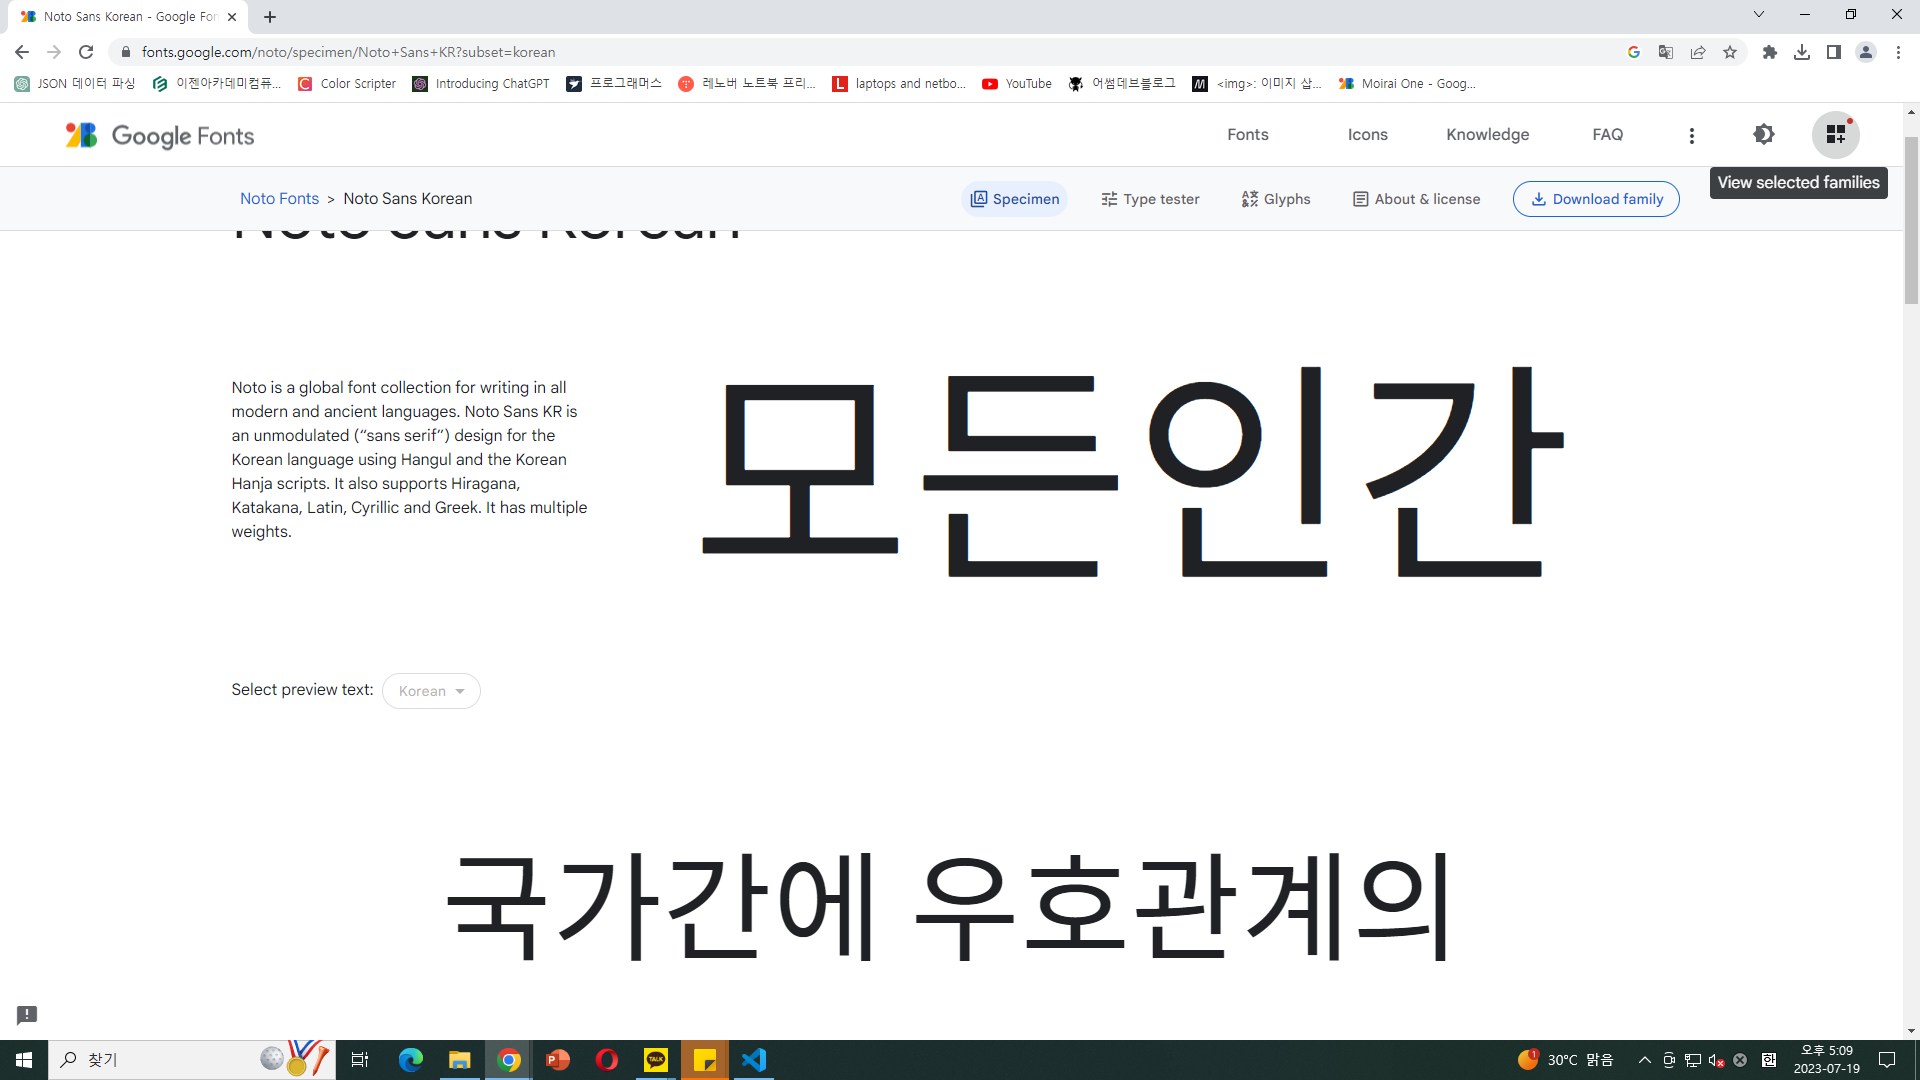 Noto Sans Korean - Google Fon
fonts.google.com/noto/specimen/Noto+Sans+KR?subset=korean
JSON 데이터 파싱 이젠아카데미컴퓨... Color Scripter Introducing ChatGPT 프로그래머스 레노버 노트북 프리... laptops and netbo... YouTube 어썸데브블로그 <img>: 이미지 삽... Moirai One - Goog...
Google Fonts Fonts Icons Knowledge FAQ
View selected families
Noto Fonts > Noto Sans Korean Specimen Type tester Glyphs About & license Download family
Noto Sans Korean
모든인간
Noto is a global font collection for writing in all
modern and ancient languages. Noto Sans KR is
an unmodulated (“sans serif”) design for the
Korean language using Hangul and the Korean
Hanja scripts. It also supports Hiragana,
Katakana, Latin, Cyrillic and Greek. It has multiple
weights.
Select preview text: Korean
국가간에 우호관계의
찾기
30°C 맑음
한
오후 5:09
2023-07-19